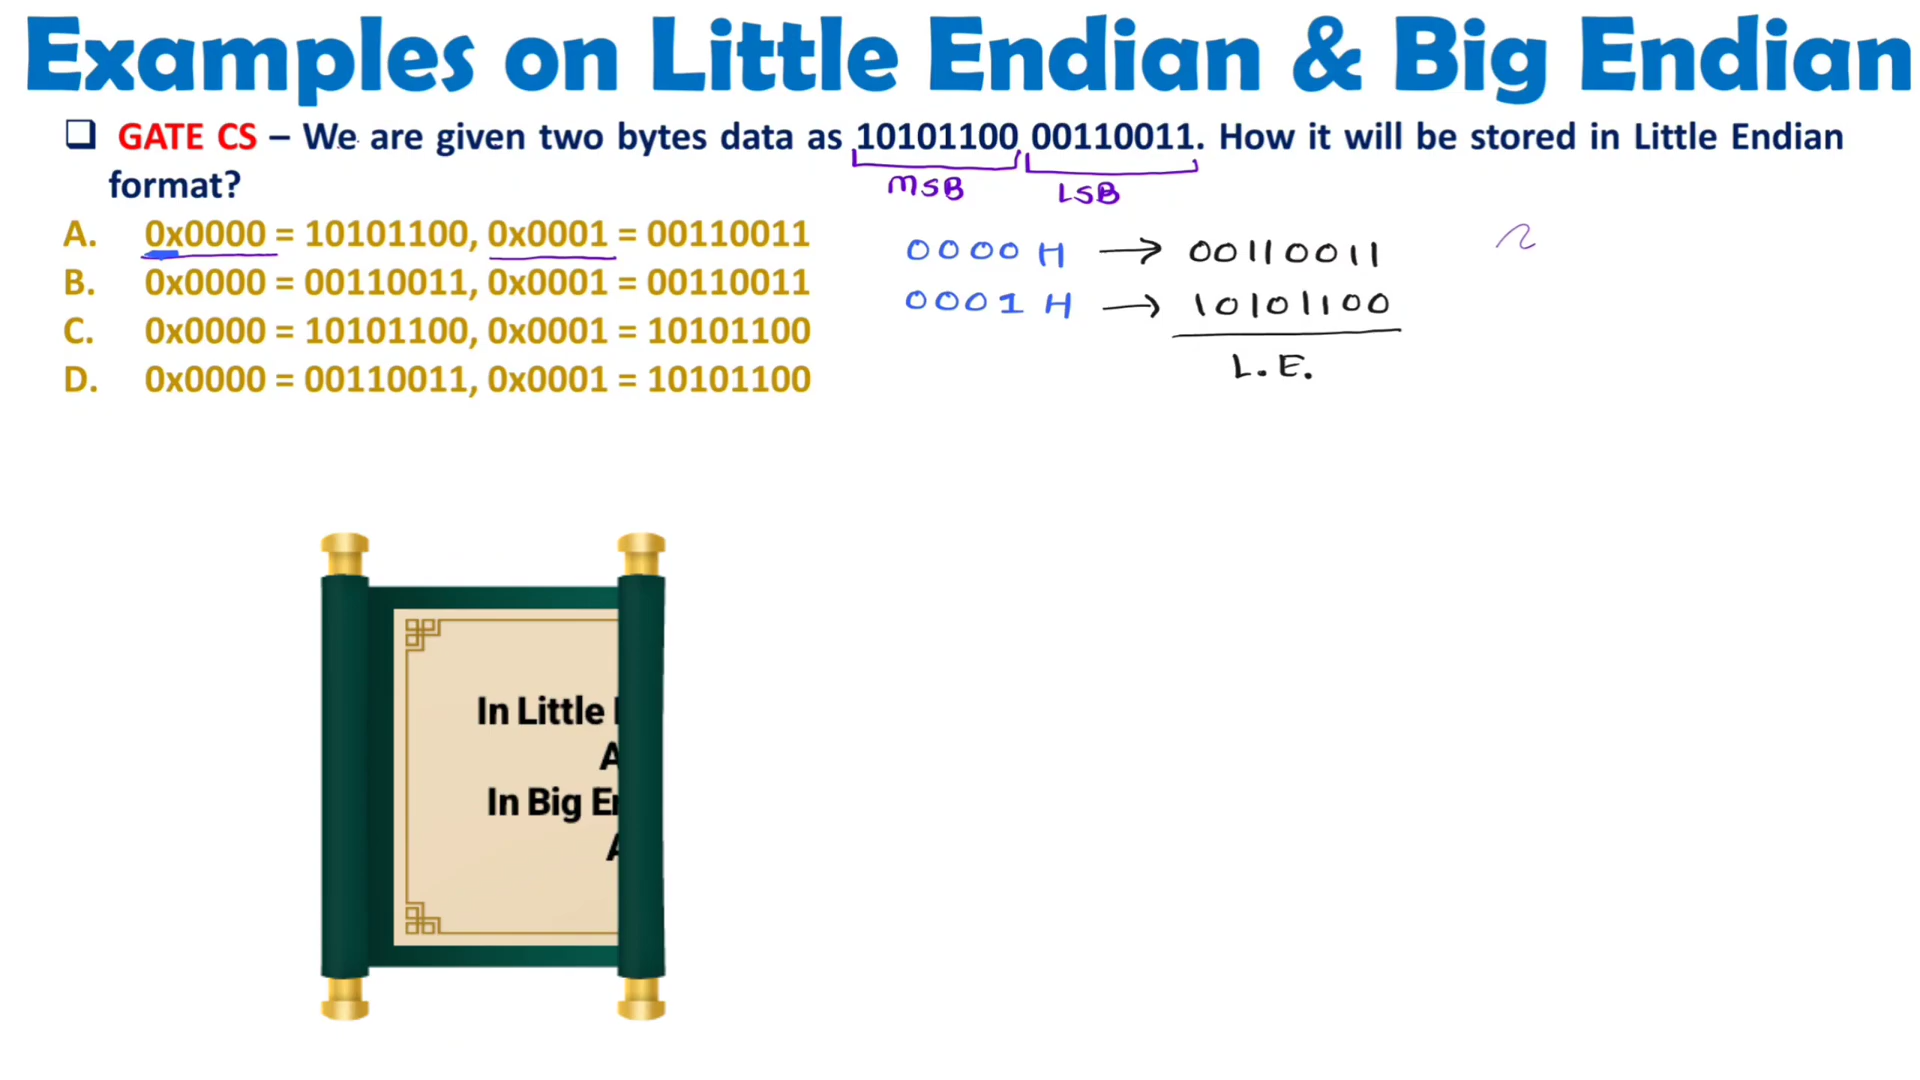 Examples on Little Endian & Big Endian
GATE CS – We are given two bytes data as 10101100 00110011. How it will be stored in Little Endian
format?
MSB LSB
A. 0x0000 = 10101100, 0x0001 = 00110011
B. 0x0000 = 00110011, 0x0001 = 00110011
C. 0x0000 = 10101100, 0x0001 = 10101100
D. 0x0000 = 00110011, 0x0001 = 10101100
0000 H → 00110011
0001 H → 10101100
L.E.
In Little
A
In Big En
A